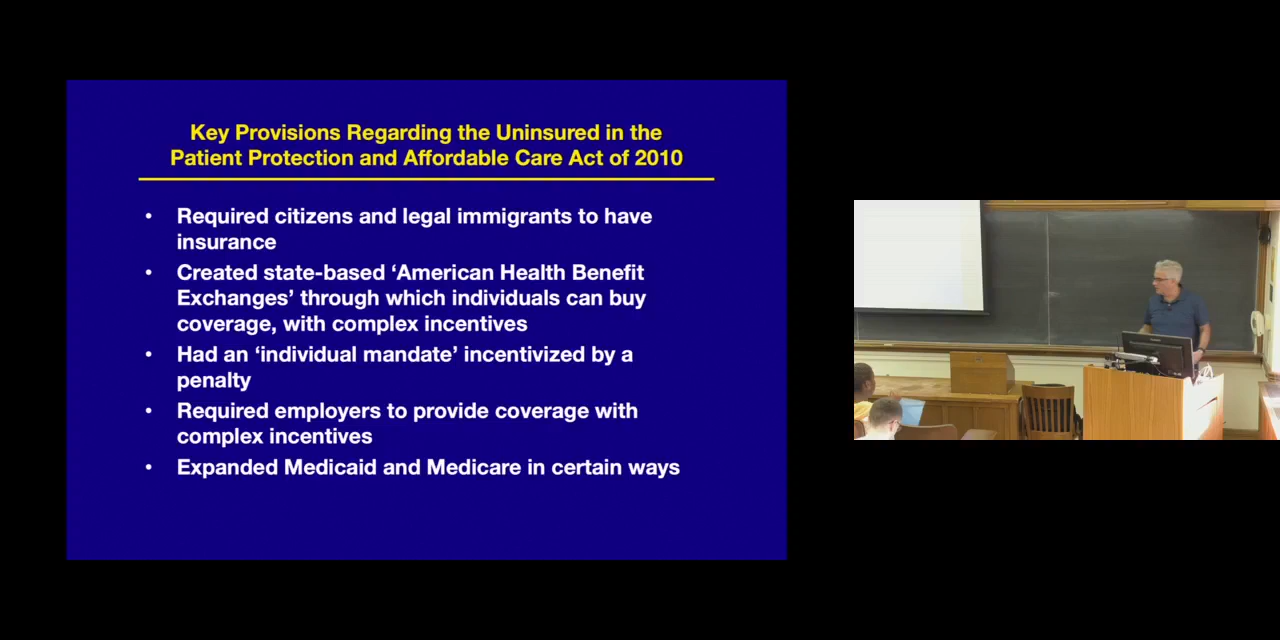 Key Provisions Regarding the Uninsured in the
Patient Protection and Affordable Care Act of 2010
• Required citizens and legal immigrants to have
insurance
• Created state-based ‘American Health Benefit
Exchanges’ through which individuals can buy
coverage, with complex incentives
• Had an ‘individual mandate’ incentivized by a
penalty
• Required employers to provide coverage with
complex incentives
• Expanded Medicaid and Medicare in certain ways